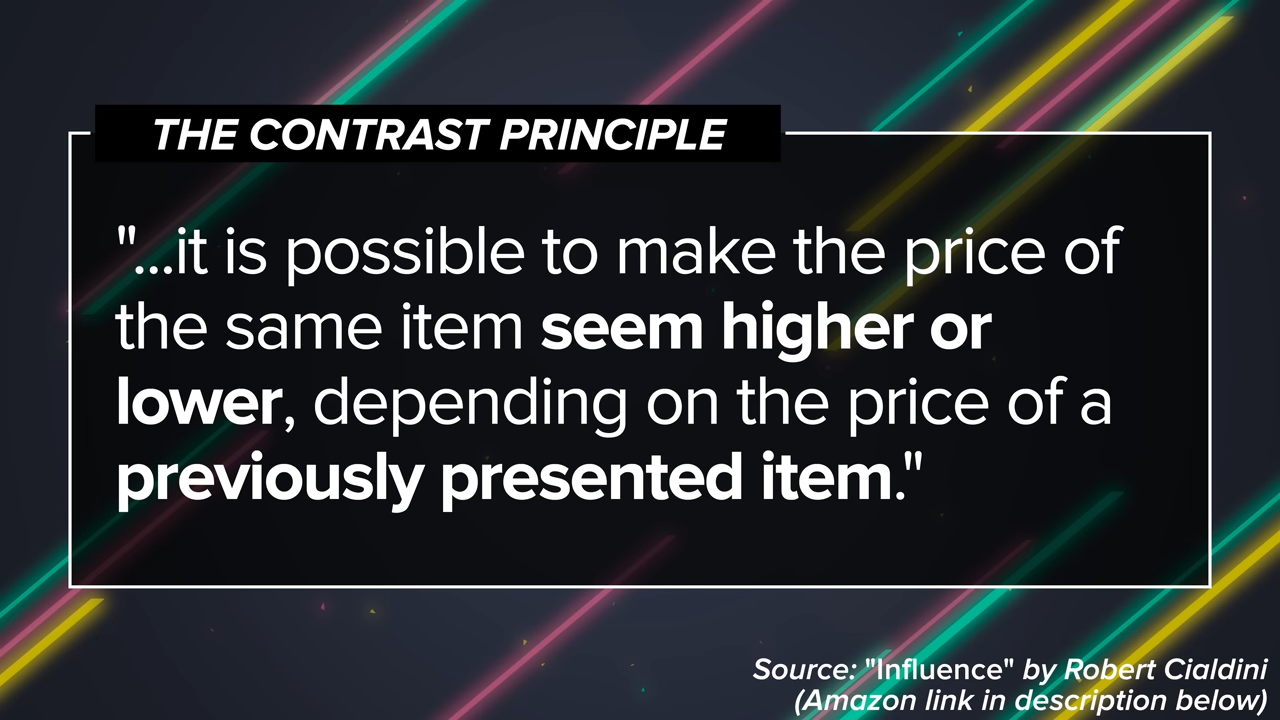 THE CONTRAST PRINCIPLE
"...it is possible to make the price of
the same item seem higher or
lower, depending on the price of a
previously presented item."
Source: "Influence" by Robert Cialdini
(Amazon link in description below)